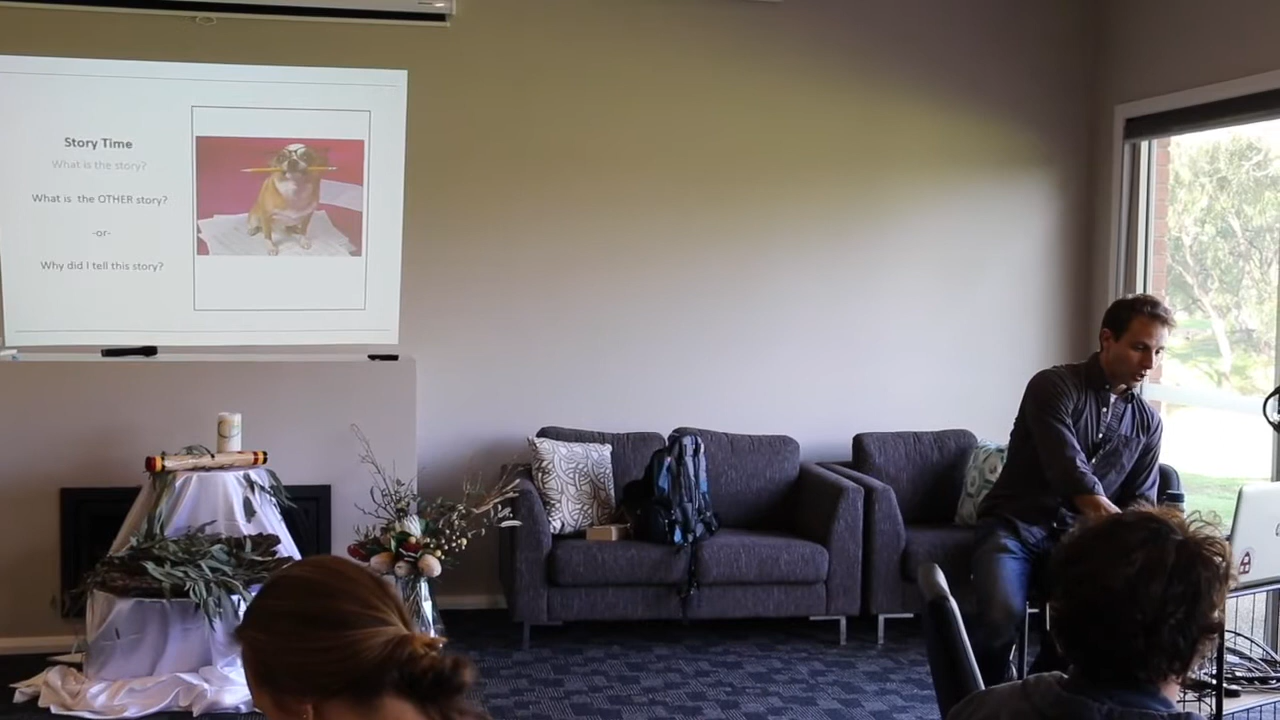 Story Time
What is the story?
What is  the OTHER story?
-or-
Why did I tell this story?